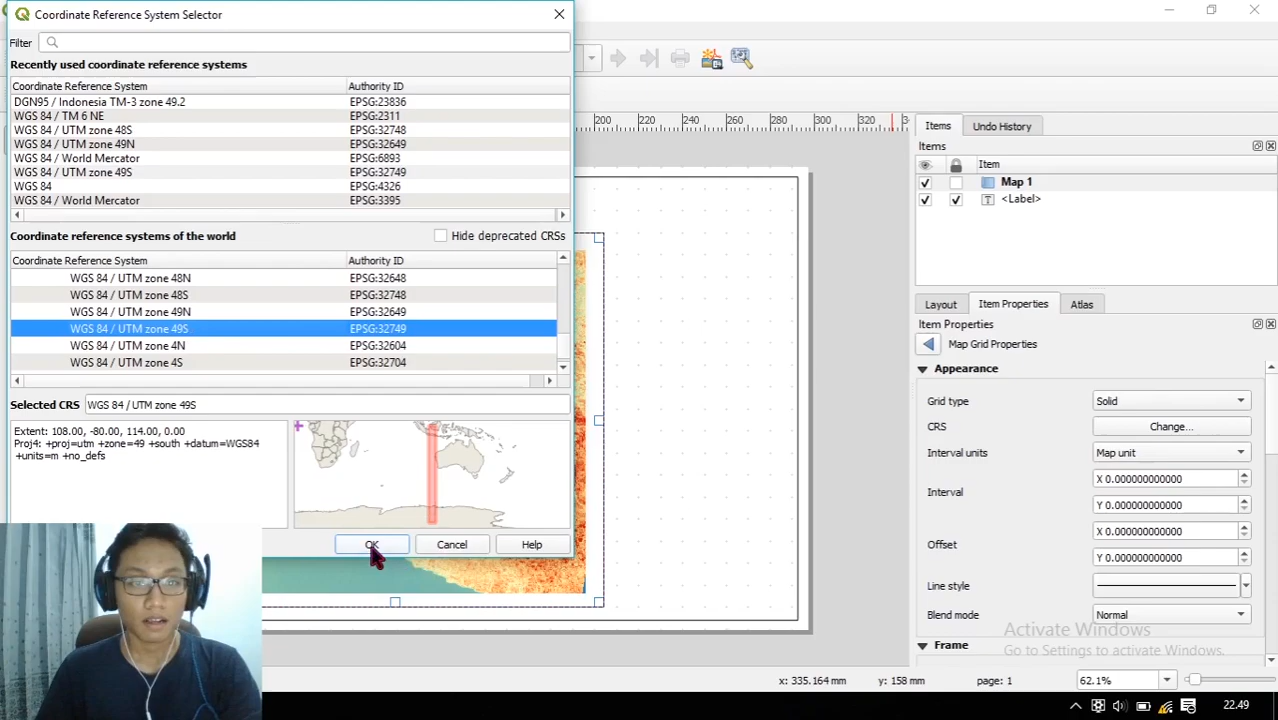 Coordinate Reference System Selector
Filter
Recently used coordinate reference systems
Coordinate Reference System Authority ID
DGN95 / Indonesia TM-3 zone 49.2 EPSG:23836
WGS 84 / TM 6 NE EPSG:2311
WGS 84 / UTM zone 48S EPSG:32748
WGS 84 / UTM zone 49N EPSG:32649
WGS 84 / World Mercator EPSG:6893
WGS 84 / UTM zone 49S EPSG:32749
WGS 84 EPSG:4326
WGS 84 / World Mercator EPSG:3395
Coordinate reference systems of the world Hide deprecated CRSs
Coordinate Reference System Authority ID
WGS 84 / UTM zone 48N EPSG:32648
WGS 84 / UTM zone 48S EPSG:32748
WGS 84 / UTM zone 49N EPSG:32649
WGS 84 / UTM zone 49S EPSG:32749
WGS 84 / UTM zone 4N EPSG:32604
WGS 84 / UTM zone 4S EPSG:32704
Selected CRS WGS 84 / UTM zone 49S
Extent: 108.00, -80.00, 114.00, 0.00
Proj4: +proj=utm +zone=49 +south +datum=WGS84
+units=m +no_defs
OK Cancel Help
200 220 240 260 280 300 320
Items Undo History
Items
Item
Map 1
<Label>
Layout Item Properties Atlas
Item Properties
Map Grid Properties
Appearance
Grid type Solid
CRS Change...
Interval units Map unit
Interval X 0.000000000000
Y 0.000000000000
Offset X 0.000000000000
Y 0.000000000000
Line style
Blend mode Normal
Frame
Activate Windows
Go to Settings to activate Windows.
x: 335.164 mm y: 158 mm page: 1 62.1%
22.49